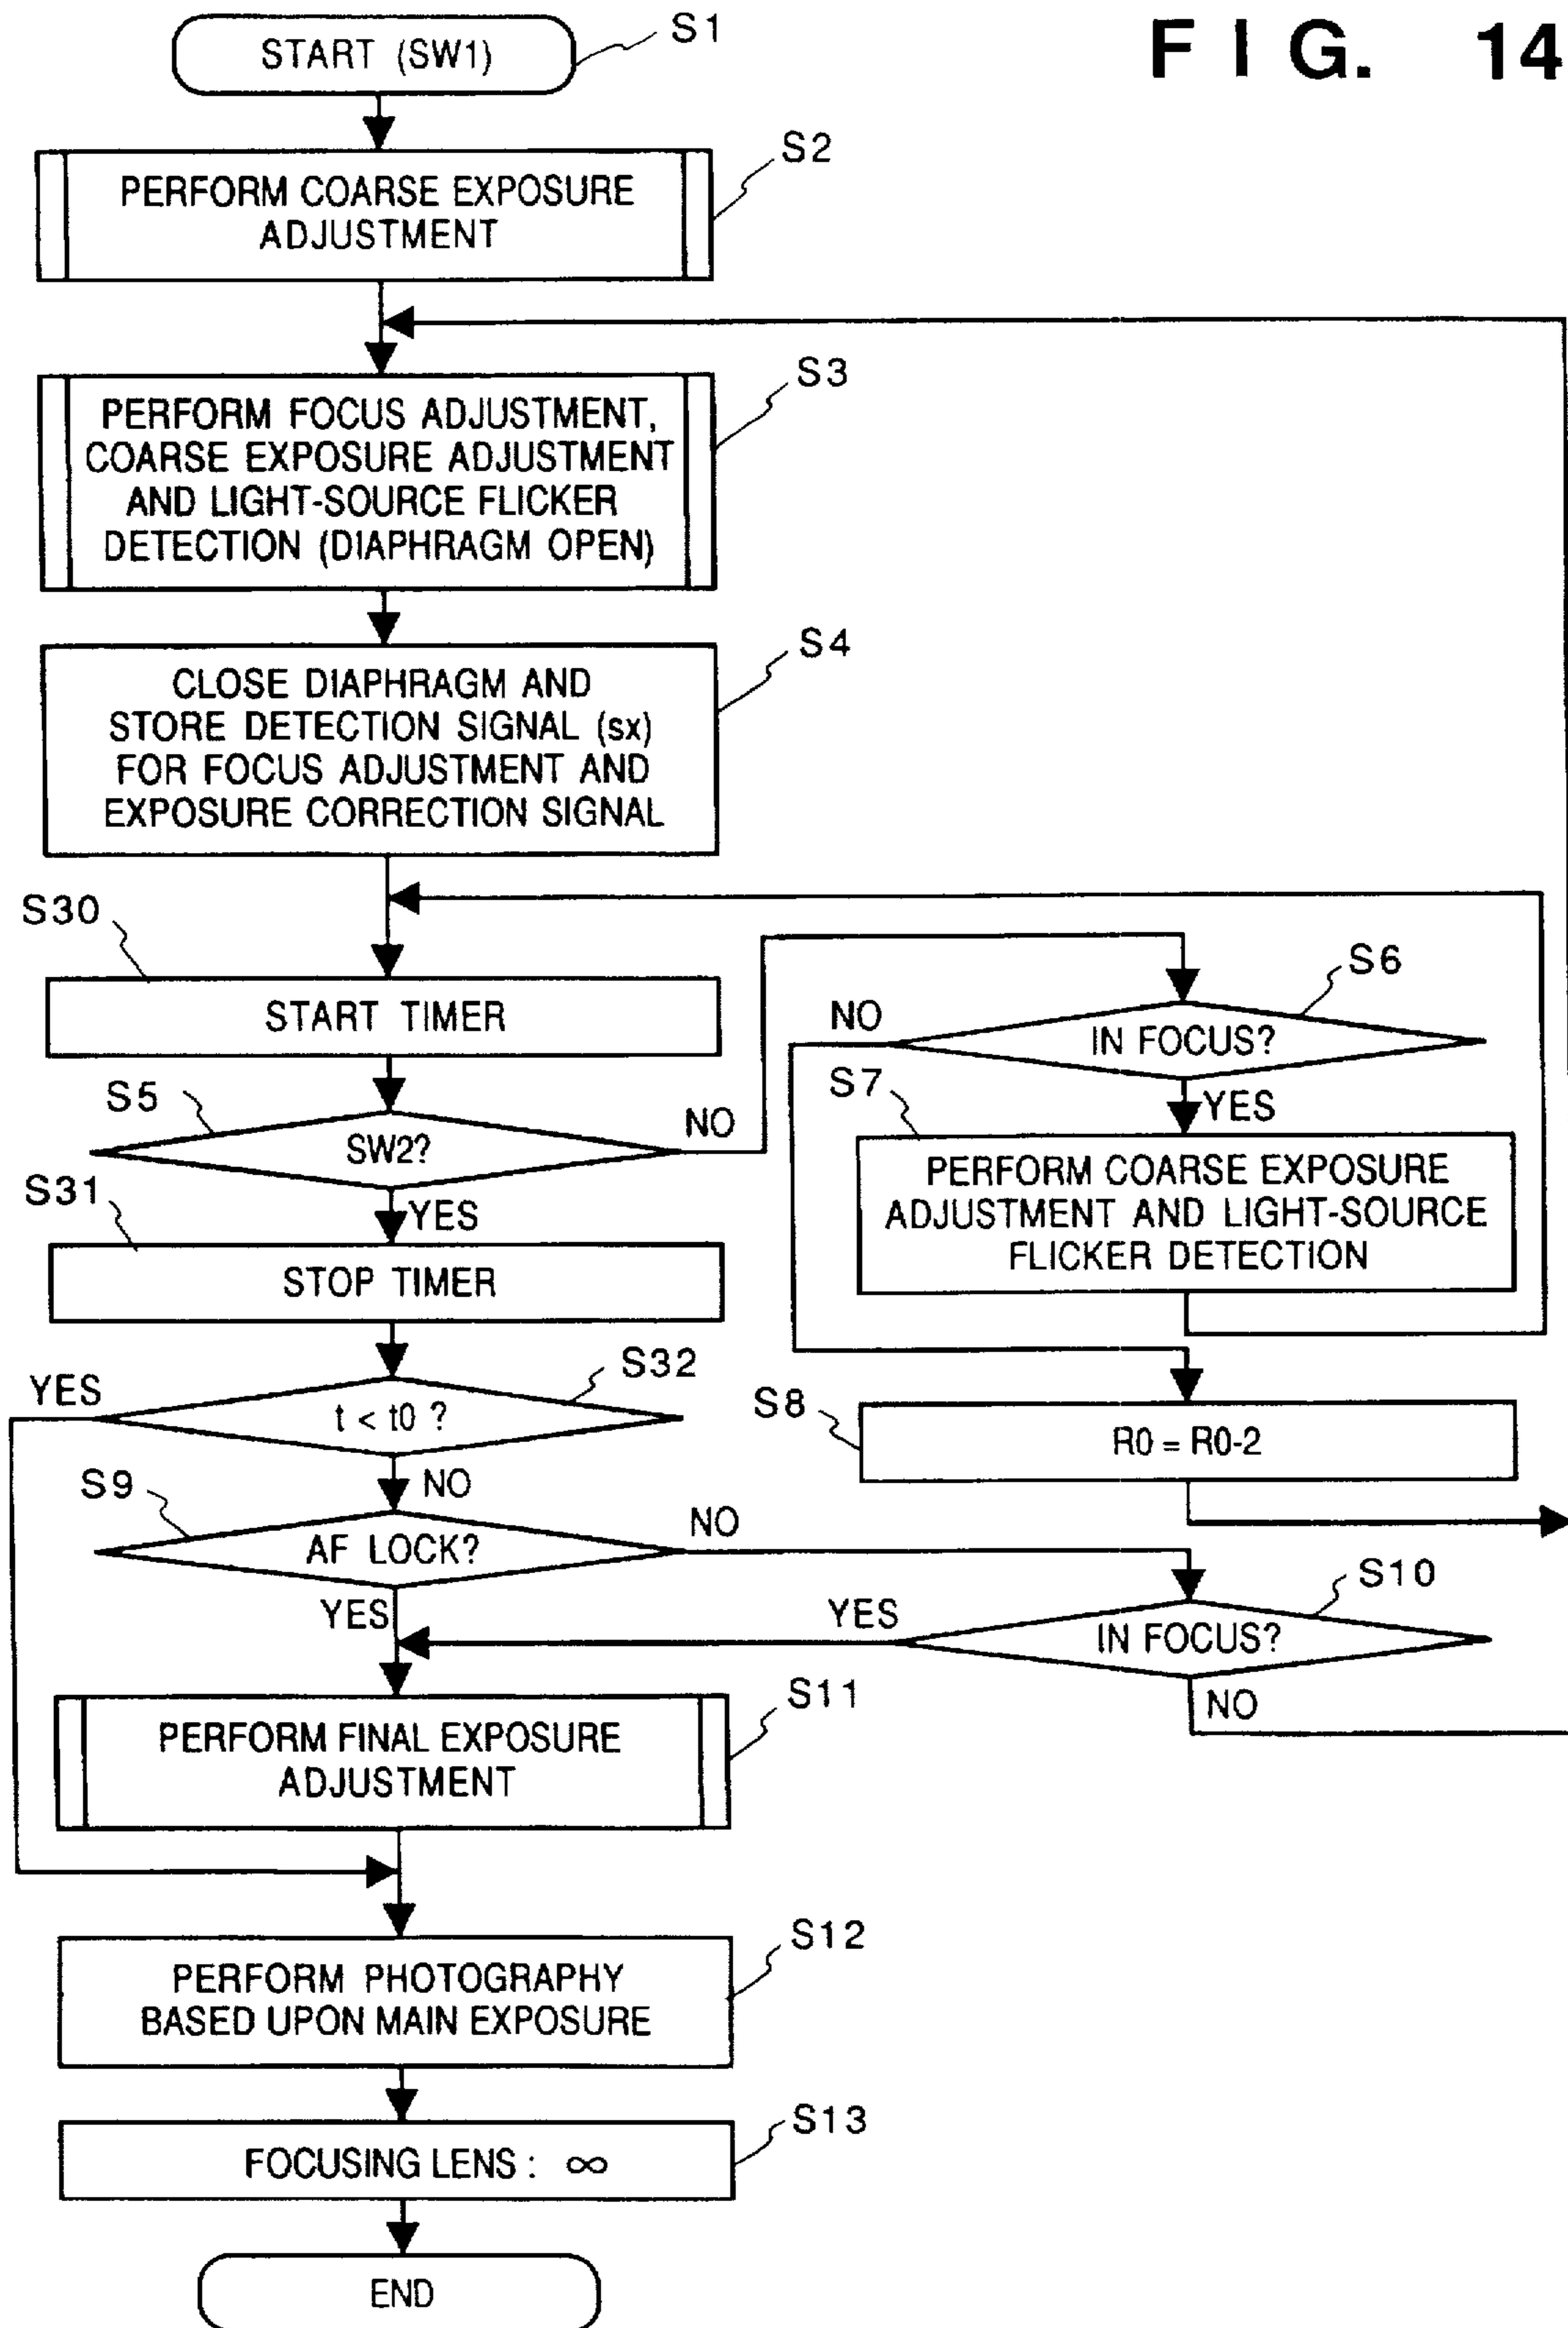 FIG. 14
START (SW1)
S1
PERFORM COARSE EXPOSURE
ADJUSTMENT
S2
PERFORM FOCUS ADJUSTMENT,
COARSE EXPOSURE ADJUSTMENT
AND LIGHT-SOURCE FLICKER
DETECTION (DIAPHRAGM OPEN)
S3
CLOSE DIAPHRAGM AND
STORE DETECTION SIGNAL (sx)
FOR FOCUS ADJUSTMENT AND
EXPOSURE CORRECTION SIGNAL
S4
S30
START TIMER
S5
SW2?
NO
YES
S6
IN FOCUS?
NO
YES
S7
PERFORM COARSE EXPOSURE
ADJUSTMENT AND LIGHT-SOURCE
FLICKER DETECTION
S31
STOP TIMER
S32
t < t0 ?
YES
NO
S8
R0 = R0-2
S9
AF LOCK?
NO
YES
S10
IN FOCUS?
YES
NO
S11
PERFORM FINAL EXPOSURE
ADJUSTMENT
S12
PERFORM PHOTOGRAPHY
BASED UPON MAIN EXPOSURE
S13
FOCUSING LENS : ∞
END